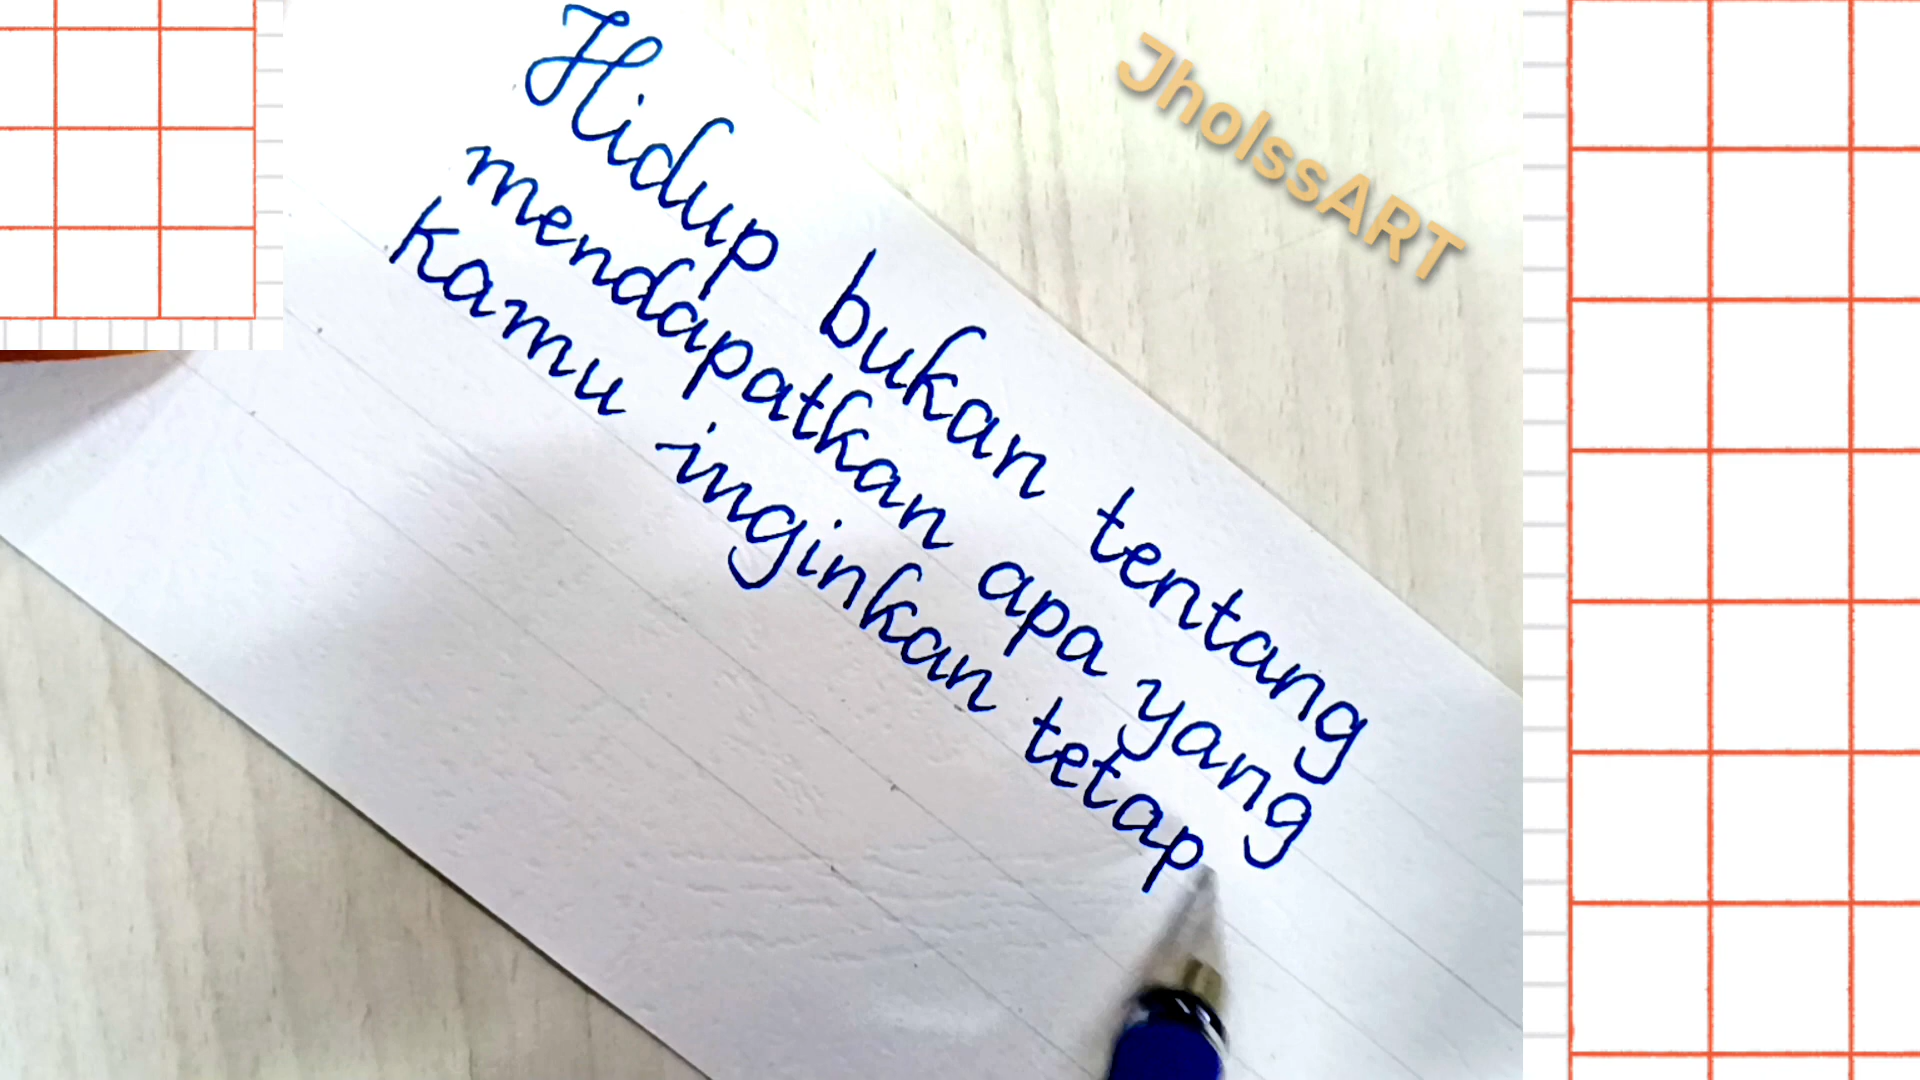 Hidup bukan tentang
mendapatkan apa yang
kamu inginkan tetap
JholssART